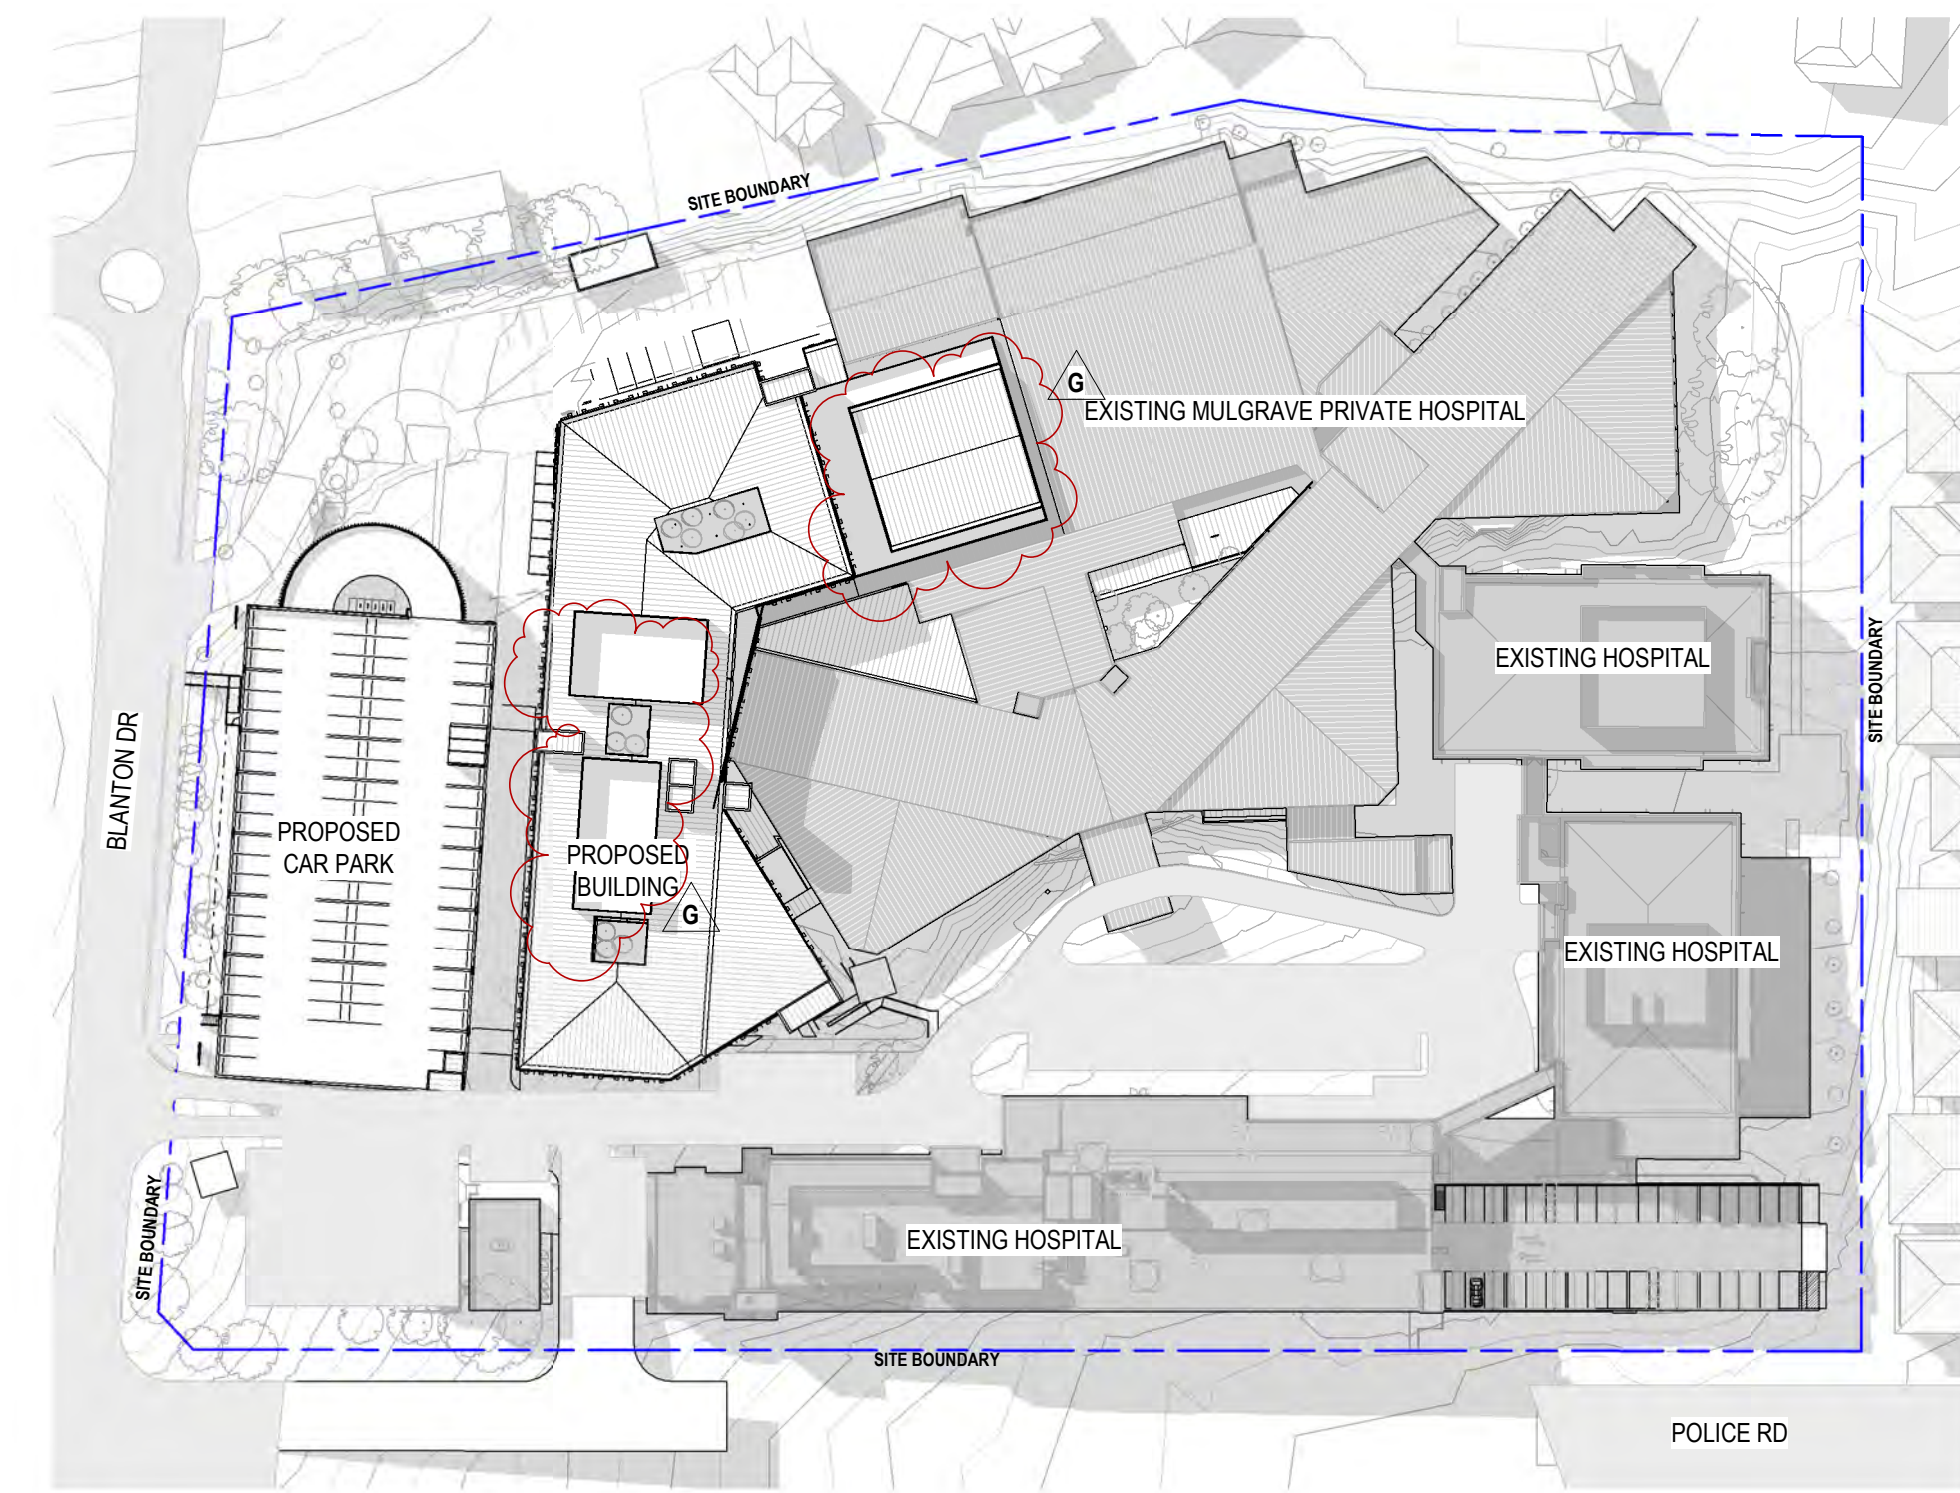 SITE BOUNDARY
G
EXISTING MULGRAVE PRIVATE HOSPITAL
EXISTING HOSPITAL
SITE BOUNDARY
BLANTON DR
PROPOSED
CAR PARK
PROPOSED
BUILDING
G
EXISTING HOSPITAL
SITE BOUNDARY
EXISTING HOSPITAL
SITE BOUNDARY
POLICE RD